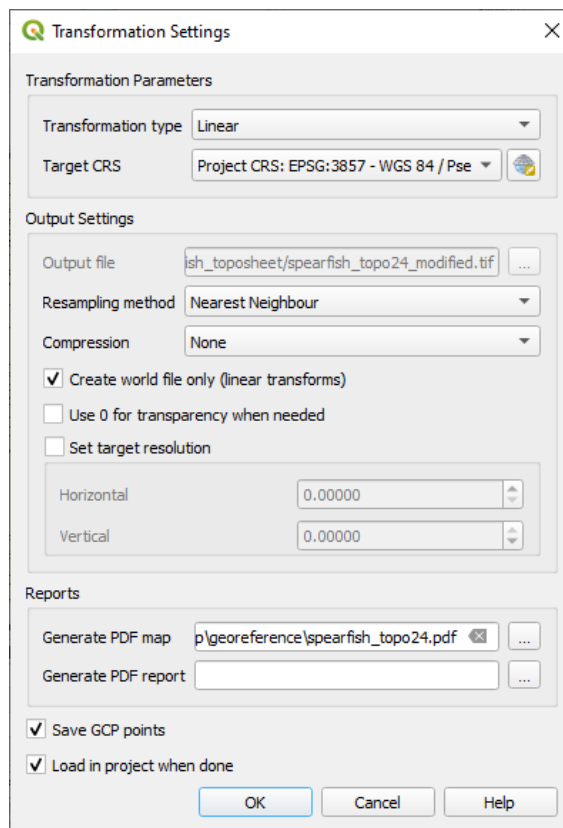 Transformation Settings
Transformation Parameters
Transformation type Linear
Target CRS Project CRS: EPSG:3857 - WGS 84 / Pse
Output Settings
Output file ish_toposheet/spearfish_topo24_modified.tif ...
Resampling method Nearest Neighbour
Compression None
Create world file only (linear transforms)
Use 0 for transparency when needed
Set target resolution
Horizontal 0.00000
Vertical 0.00000
Reports
Generate PDF map p\georeference\spearfish_topo24.pdf ...
Generate PDF report ...
Save GCP points
Load in project when done
OK Cancel Help